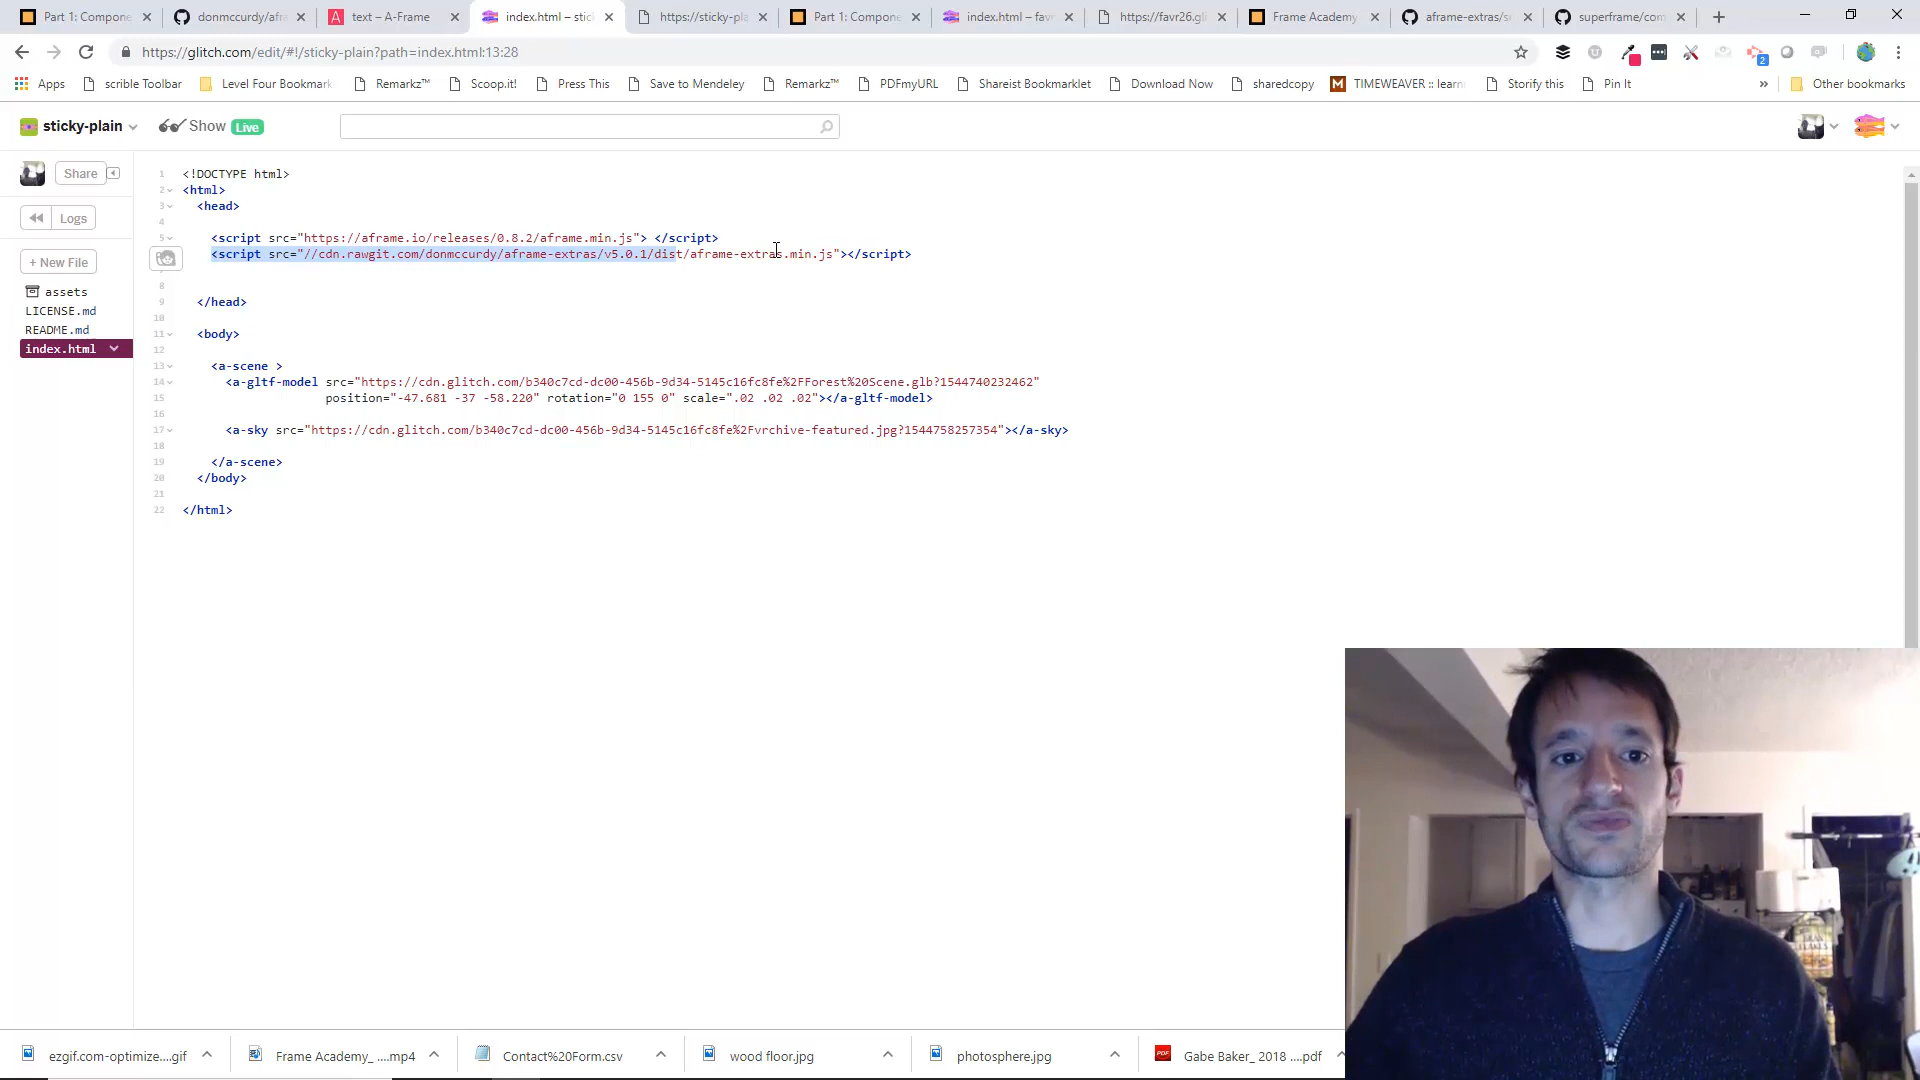 Part 1: Compone
donmccurdy/afr
text – A-Frame
index.html – stic
https://sticky-pla
Part 1: Compone
index.html – favr
https://favr26.gl
Frame Academy
aframe-extras/s
superframe/com
https://glitch.com/edit/#!/sticky-plain?path=index.html:13:28
Apps
scrible Toolbar
Level Four Bookmark
Remarkz™
Scoop.it!
Press This
Save to Mendeley
Remarkz™
PDFmyURL
Shareist Bookmarklet
Download Now
sharedcopy
TIMEWEAVER :: learn
Storify this
Pin It
»
Other bookmarks
2
sticky-plain
Show
Live
Share
Logs
+ New File
assets
LICENSE.md
README.md
index.html
1 <!DOCTYPE html>
2 <html>
3 <head>
4
5 <script src="https://aframe.io/releases/0.8.2/aframe.min.js"> </script>
<script src="//cdn.rawgit.com/donmccurdy/aframe-extras/v5.0.1/dist/aframe-extras.min.js"></script>
8
9 </head>
10
11 <body>
12
13 <a-scene >
14 <a-gltf-model src="https://cdn.glitch.com/b340c7cd-dc00-456b-9d34-5145c16fc8fe%2FForest%20Scene.glb?1544740232462"
15 position="-47.681 -37 -58.220" rotation="0 155 0" scale=".02 .02 .02"></a-gltf-model>
16
17 <a-sky src="https://cdn.glitch.com/b340c7cd-dc00-456b-9d34-5145c16fc8fe%2Fvrchive-featured.jpg?1544758257354"></a-sky>
18
19 </a-scene>
20 </body>
21
22 </html>
ezgif.com-optimize....gif
Frame Academy_ ....mp4
Contact%20Form.csv
wood floor.jpg
photosphere.jpg
PDF
Gabe Baker_ 2018 ....pdf